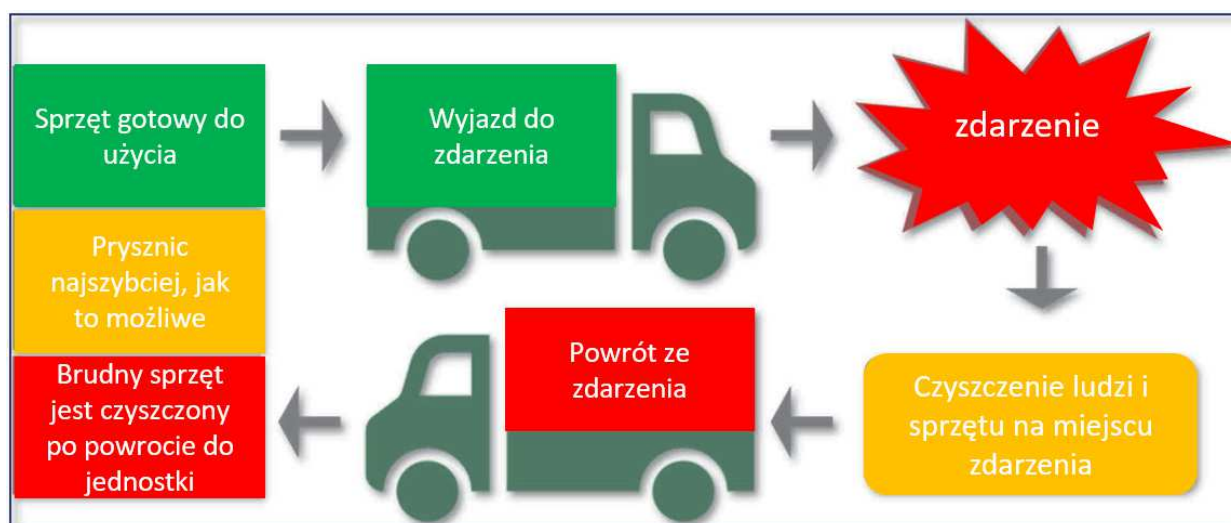 Sprzęt gotowy do
użycia
Wyjazd do
zdarzenia
zdarzenie
Prysznic
najszybciej, jak
to możliwe
Brudny sprzęt
jest czyszczony
po powrocie do
jednostki
Powrót ze
zdarzenia
Czyszczenie ludzi i
sprzętu na miejscu
zdarzenia